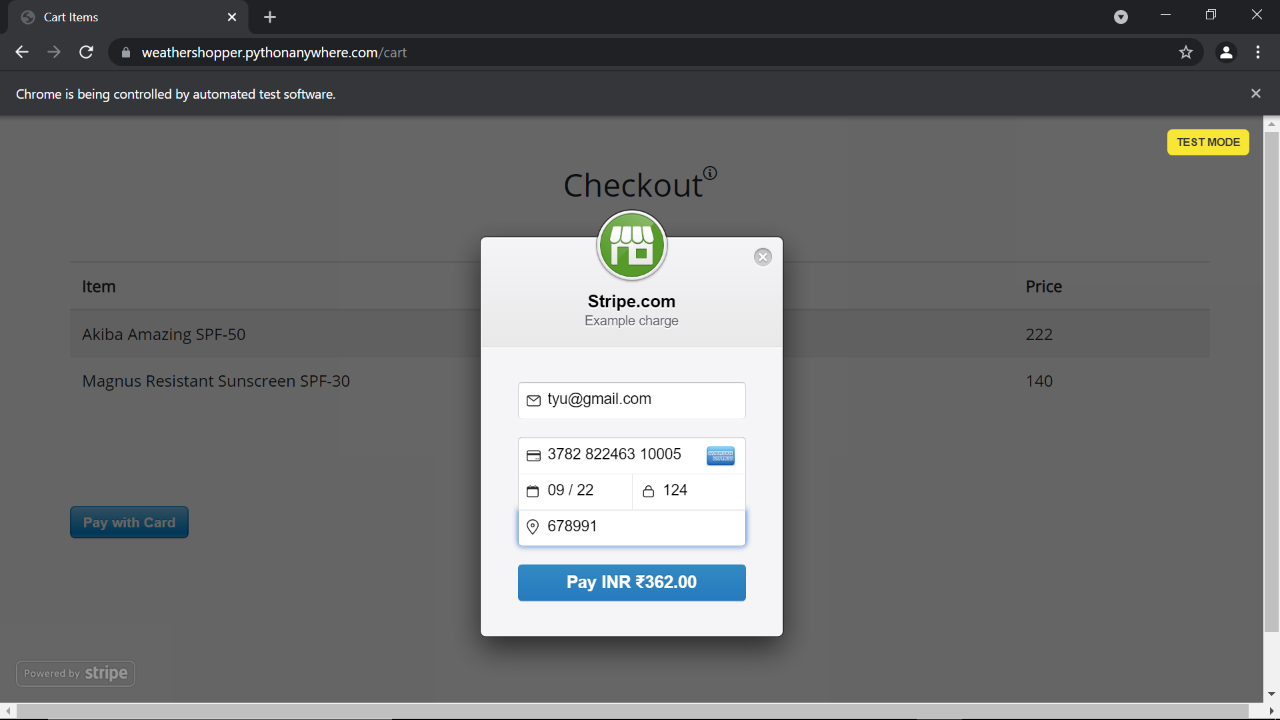 Cart Items
weathershopper.pythonanywhere.com/cart
Chrome is being controlled by automated test software.
TEST MODE
Checkout
Stripe.com
Example charge
Item
Price
Akiba Amazing SPF-50
222
Magnus Resistant Sunscreen SPF-30
140
tyu@gmail.com
3782 822463 10005
09 / 22
124
678991
Pay with Card
Pay INR ₹362.00
Powered by stripe